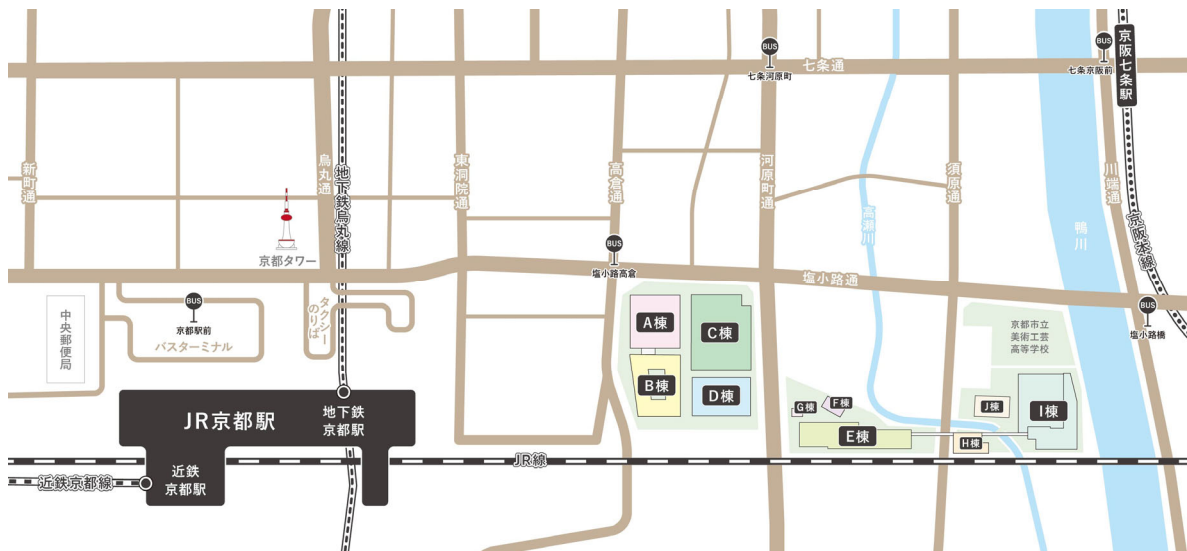 BUS
七条河原町
七条通
BUS
七条京阪前
京阪七条駅
新町通
烏丸通
地下鉄烏丸線
東洞院通
高倉通
河原町通
須原通
川端通
高瀬川
鴨川
京阪本線
京都タワー
BUS
塩小路高倉
塩小路通
中央郵便局
BUS
京都駅前
バスターミナル
タクシー
のりば
A棟
B棟
C棟
D棟
京都市立
美術工芸
高等学校
BUS
塩小路橋
JR京都駅
地下鉄
京都駅
G棟
F棟
E棟
J棟
I棟
H棟
JR線
近鉄
京都駅
近鉄京都線